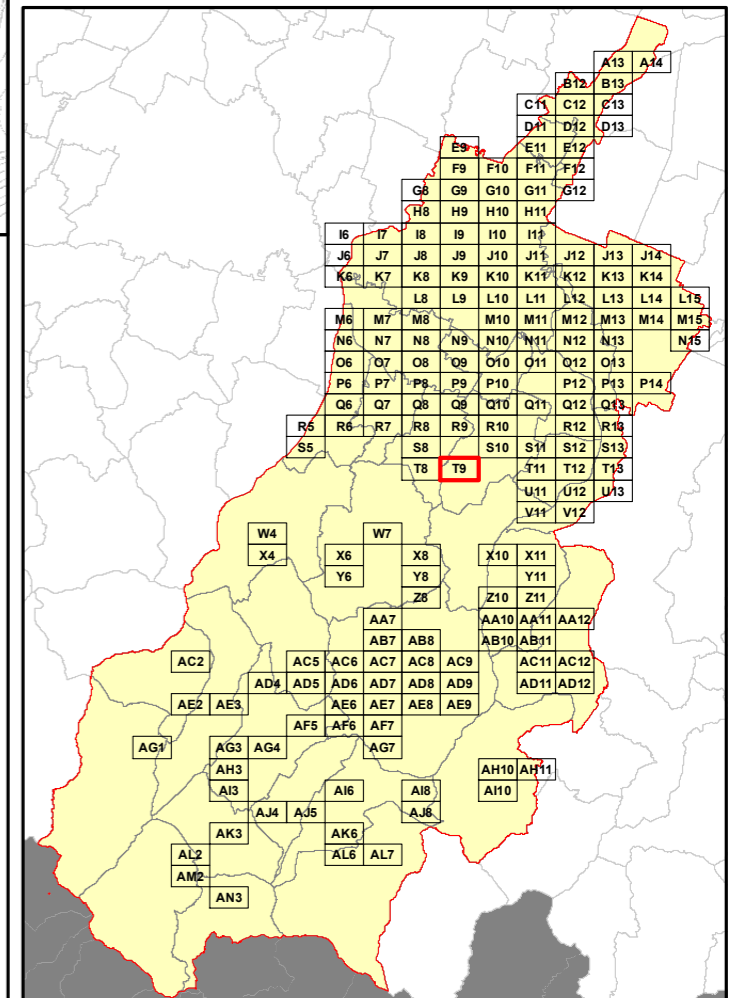 A13 A14
B12 B13
C11 C12 C13
D11 D12 D13
E9 E11 E12
F9 F10 F11 F12
G8 G9 G10 G11 G12
H8 H9 H10 H11
I6 I7 I8 I9 I10 I11
J6 J7 J8 J9 J10 J11 J12 J13 J14
K6 K7 K8 K9 K10 K11 K12 K13 K14
L8 L9 L10 L11 L12 L13 L14 L15
M6 M7 M8 M10 M11 M12 M13 M14 M15
N6 N7 N8 N9 N10 N11 N12 N13 N15
O6 O7 O8 O9 O10 O11 O12 O13
P6 P7 P8 P9 P10 P12 P13 P14
Q6 Q7 Q8 Q9 Q10 Q11 Q12 Q13
R5 R6 R7 R8 R9 R10 R12 R13
S5 S8 S10 S11 S12 S13
T8 T9 T11 T12 T13
U11 U12 U13
V11 V12
W4 W7
X4 X6 X8 X10 X11
Y6 Y8 Y11
Z8 Z10 Z11
AA7 AA10 AA11 AA12
AB7 AB8 AB10 AB11
AC2 AC5 AC6 AC7 AC8 AC9 AC11 AC12
AD4 AD5 AD6 AD7 AD8 AD9 AD11 AD12
AE2 AE3 AE6 AE7 AE8 AE9
AF5 AF6 AF7
AG1 AG3 AG4 AG7
AH3 AH10 AH11
AI3 AI6 AI8 AI10
AJ4 AJ5 AJ8
AK3 AK6
AL2 AL6 AL7
AM2
AN3